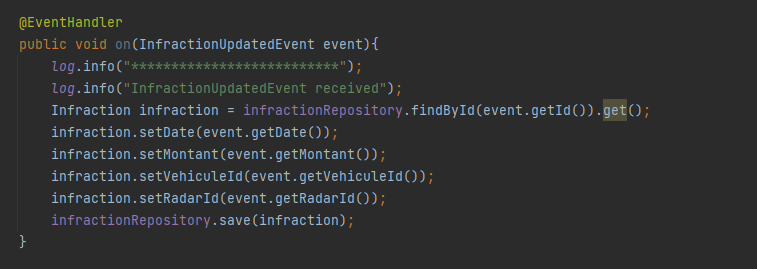 @EventHandler
public void on(InfractionUpdatedEvent event){
log.info("**************************");
log.info("InfractionUpdatedEvent received");
Infraction infraction = infractionRepository.findById(event.getId()).get();
infraction.setDate(event.getDate());
infraction.setMontant(event.getMontant());
infraction.setVehiculeId(event.getVehiculeId());
infraction.setRadarId(event.getRadarId());
infractionRepository.save(infraction);
}